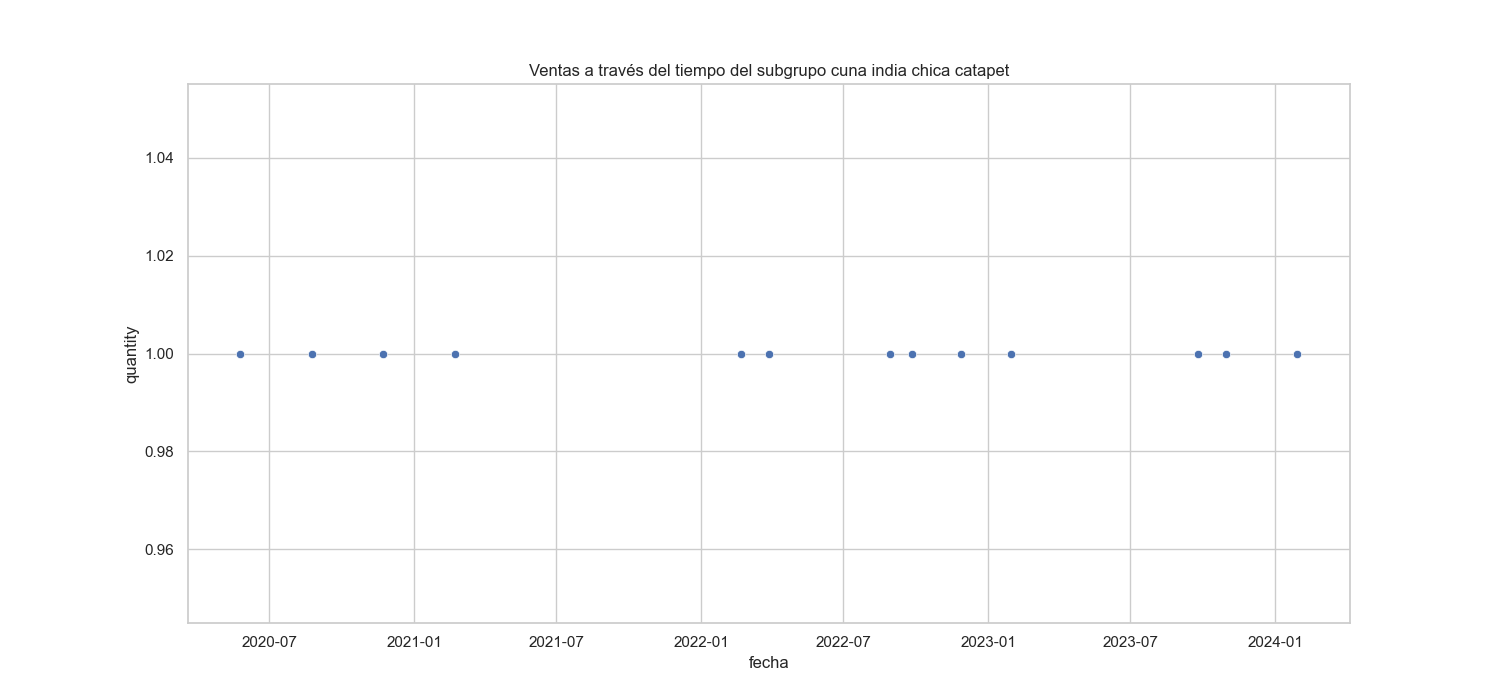 Ventas a través del tiempo del subgrupo cuna india chica catapet
1.04
1.02
1.00
0.98
0.96
quantity
2020-07 2021-01 2021-07 2022-01 2022-07 2023-01 2023-07 2024-01
fecha